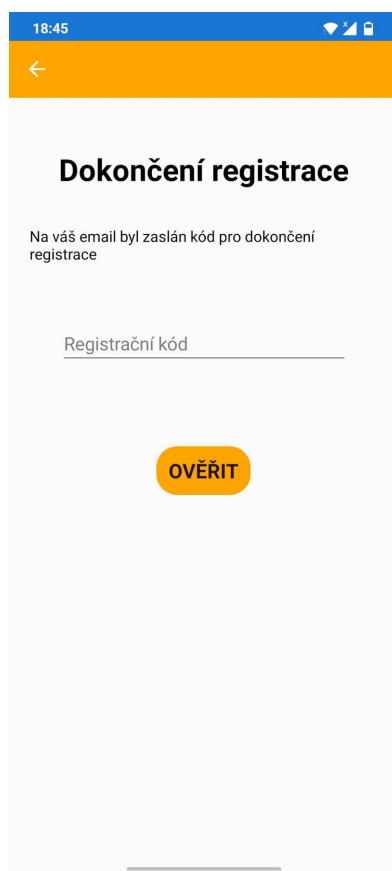 18:45
Dokončení registrace
Na váš email byl zaslán kód pro dokončení
registrace
Registrační kód
OVĚŘIT